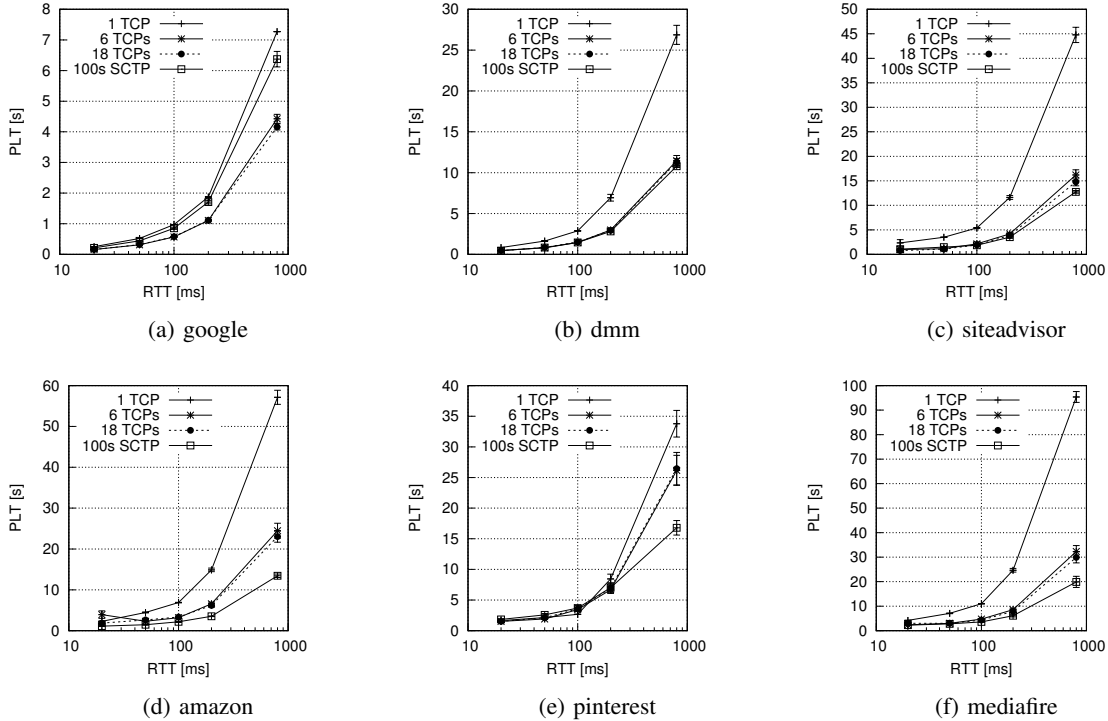 8
7
6
5
4
3
2
1
0
PLT [s]
1 TCP
6 TCPs
18 TCPs
100s SCTP
10 100 1000
RTT [ms]
(a) google
30
25
20
15
10
5
0
PLT [s]
1 TCP
6 TCPs
18 TCPs
100s SCTP
10 100 1000
RTT [ms]
(b) dmm
50
45
40
35
30
25
20
15
10
5
0
PLT [s]
1 TCP
6 TCPs
18 TCPs
100s SCTP
10 100 1000
RTT [ms]
(c) siteadvisor
60
50
40
30
20
10
0
PLT [s]
1 TCP
6 TCPs
18 TCPs
100s SCTP
10 100 1000
RTT [ms]
(d) amazon
40
35
30
25
20
15
10
5
0
PLT [s]
1 TCP
6 TCPs
18 TCPs
100s SCTP
10 100 1000
RTT [ms]
(e) pinterest
100
90
80
70
60
50
40
30
20
10
0
PLT [s]
1 TCP
6 TCPs
18 TCPs
100s SCTP
10 100 1000
RTT [ms]
(f) mediafire